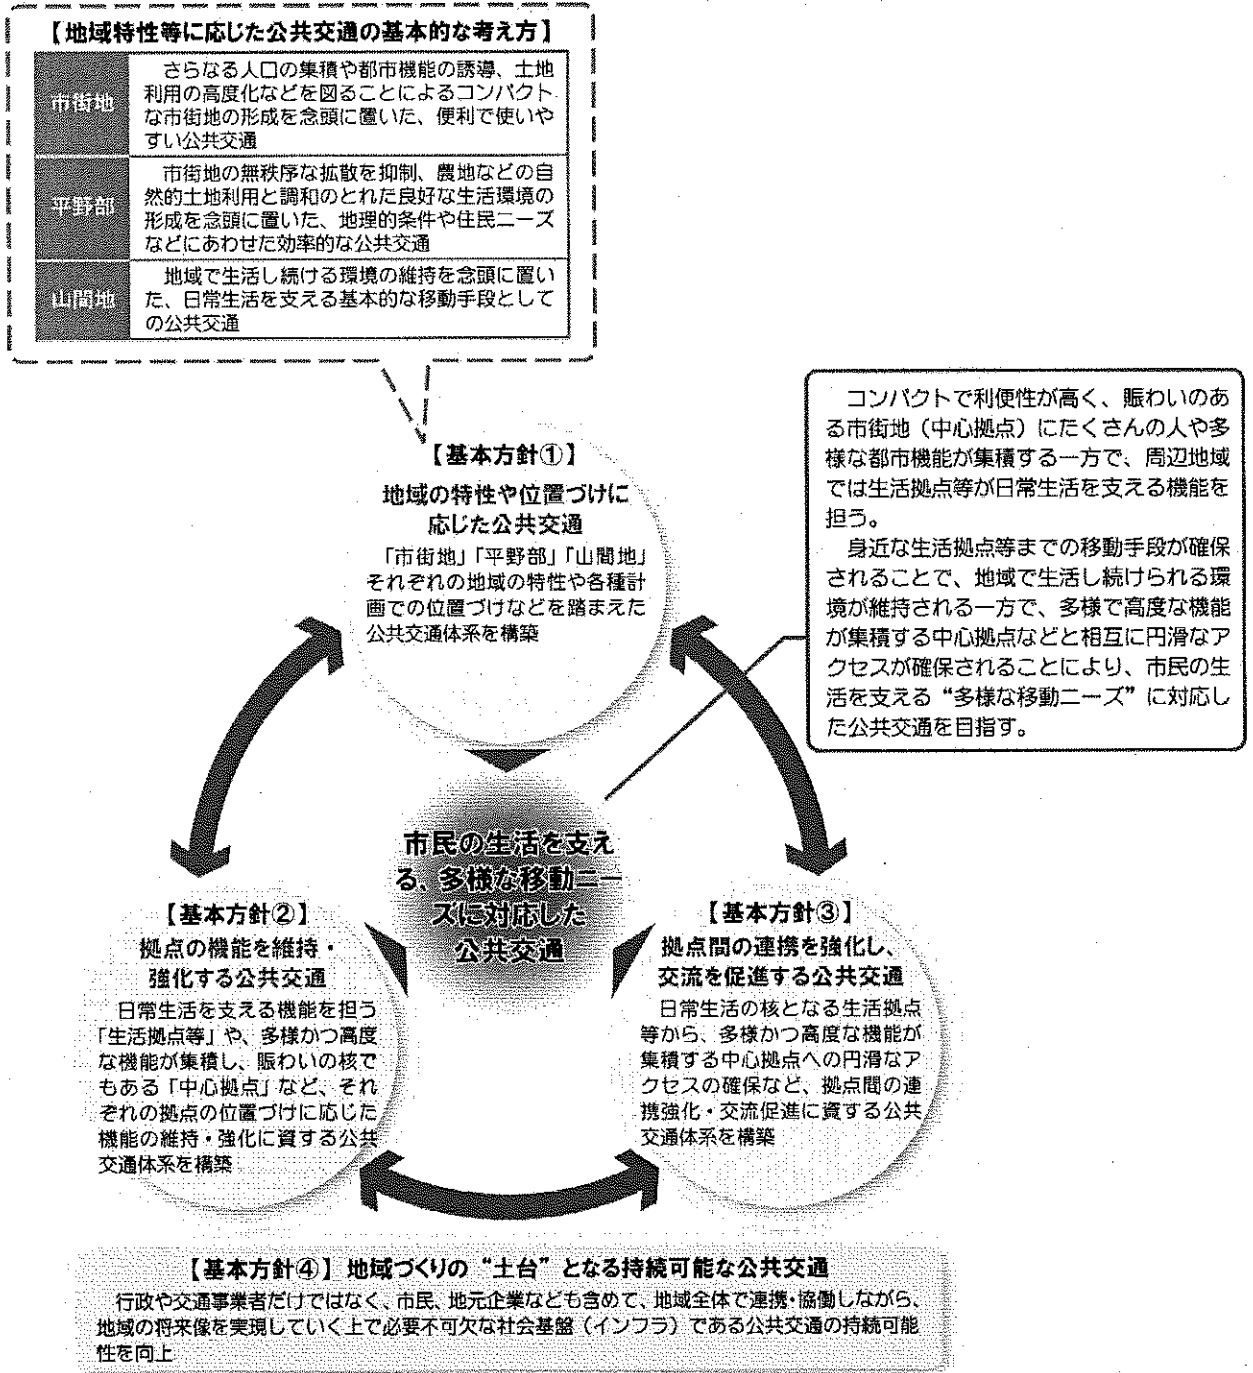 【地域特性等に応じた公共交通の基本的な考え方】
市街地
さらなる人口の集積や都市機能の誘導、土地
利用の高度化などを図ることによるコンパクト
な市街地の形成を念頭に置いた、便利で使いや
すい公共交通
平野部
市街地の無秩序な拡散を抑制、農地などの自
然的土地利用と調和のとれた良好な生活環境の
形成を念頭に置いた、地理的条件や住民ニーズ
などにあわせた効率的な公共交通
山間地
地域で生活し続ける環境の維持を念頭に置い
た、日常生活を支える基本的な移動手段として
の公共交通
コンパクトで利便性が高く、賑わいのあ
る市街地（中心拠点）にたくさんの人や多
様な都市機能が集積する一方で、周辺地域
では生活拠点等が日常生活を支える機能を
担う。
身近な生活拠点等までの移動手段が確保
されることで、地域で生活し続けられる環
境が維持される一方で、多様で高度な機能
が集積する中心拠点などと相互に円滑なア
クセスが確保されることにより、市民の生
活を支える“多様な移動ニーズ”に対応し
た公共交通を目指す。
【基本方針①】
地域の特性や位置づけに
応じた公共交通
「市街地」「平野部」「山間地」
それぞれの地域の特性や各種計
画での位置づけなどを踏まえた
公共交通体系を構築
市民の生活を支え
る、多様な移動ニー
ズに対応した
公共交通
【基本方針②】
拠点の機能を維持・
強化する公共交通
日常生活を支える機能を担う
「生活拠点等」や、多様かつ高度
な機能が集積し、賑わいの核で
もある「中心拠点」など、それ
ぞれの拠点の位置づけに応じた
機能の維持・強化に資する公共
交通体系を構築
【基本方針③】
拠点間の連携を強化し、
交流を促進する公共交通
日常生活の核となる生活拠点
等から、多様かつ高度な機能が
集積する中心拠点への円滑なア
クセスの確保など、拠点間の連
携強化・交流促進に資する公共
交通体系を構築
【基本方針④】地域づくりの“土台”となる持続可能な公共交通
行政や交通事業者だけではなく、市民、地元企業なども含めて、地域全体で連携・協働しながら、
地域の将来像を実現していく上で必要不可欠な社会基盤（インフラ）である公共交通の持続可能
性を向上